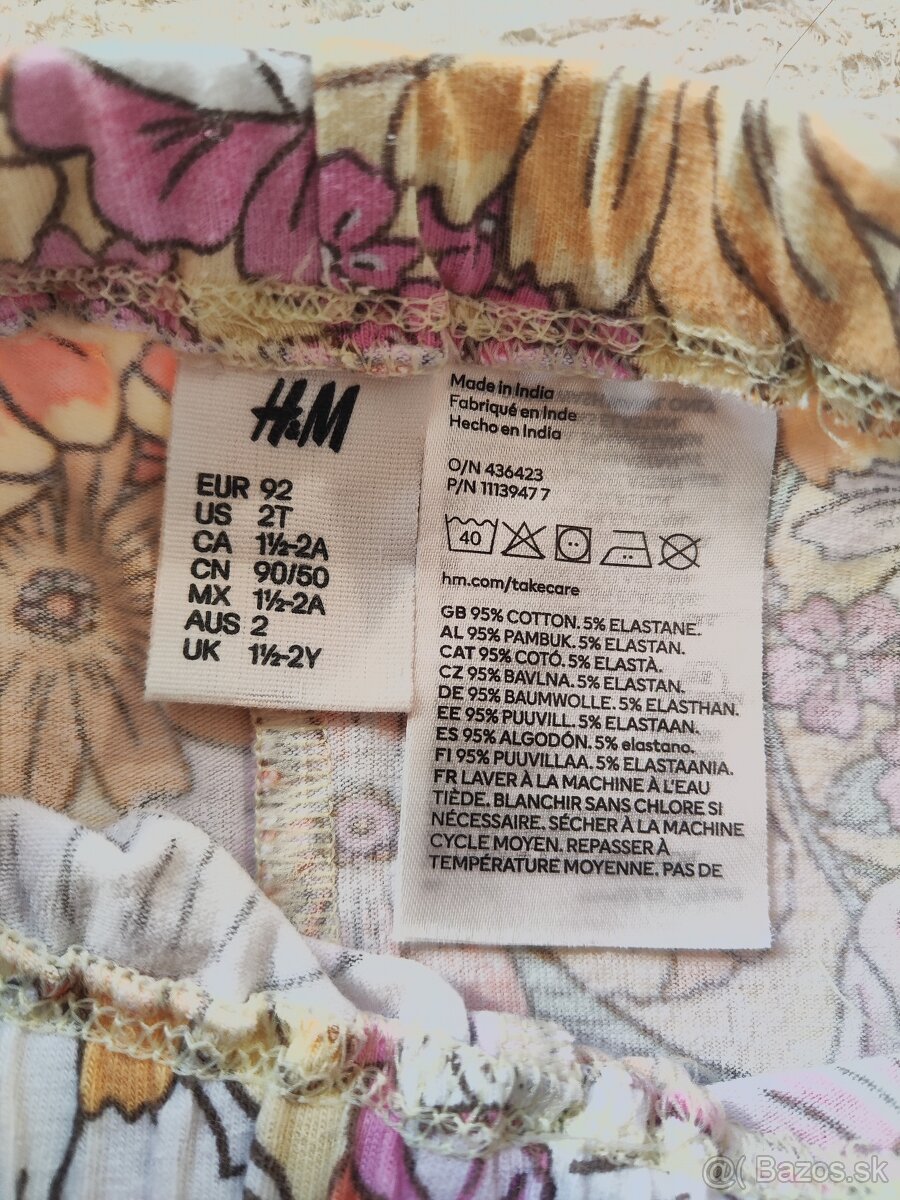 H&M
EUR 92
US 2T
CA 1½-2A
CN 90/50
MX 1½-2A
AUS 2
UK 1½-2Y
Made in India
Fabriqué en Inde
Hecho en India
O/N 436423
P/N 1113947 7
40
hm.com/takecare
GB 95% COTTON. 5% ELASTANE.
AL 95% PAMBUK. 5% ELASTAN.
CAT 95% COTÓ. 5% ELASTÀ.
CZ 95% BAVLNA. 5% ELASTAN.
DE 95% BAUMWOLLE. 5% ELASTHAN.
EE 95% PUUVILL. 5% ELASTAAN.
ES 95% ALGODÓN. 5% elastano.
FI 95% PUUVILLAA. 5% ELASTAANIA.
FR LAVER À LA MACHINE À L'EAU
TIÈDE. BLANCHIR SANS CHLORE SI
NÉCESSAIRE. SÉCHER À LA MACHINE
CYCLE MOYEN. REPASSER À
TEMPÉRATURE MOYENNE. PAS DE
@( Bazos.sk